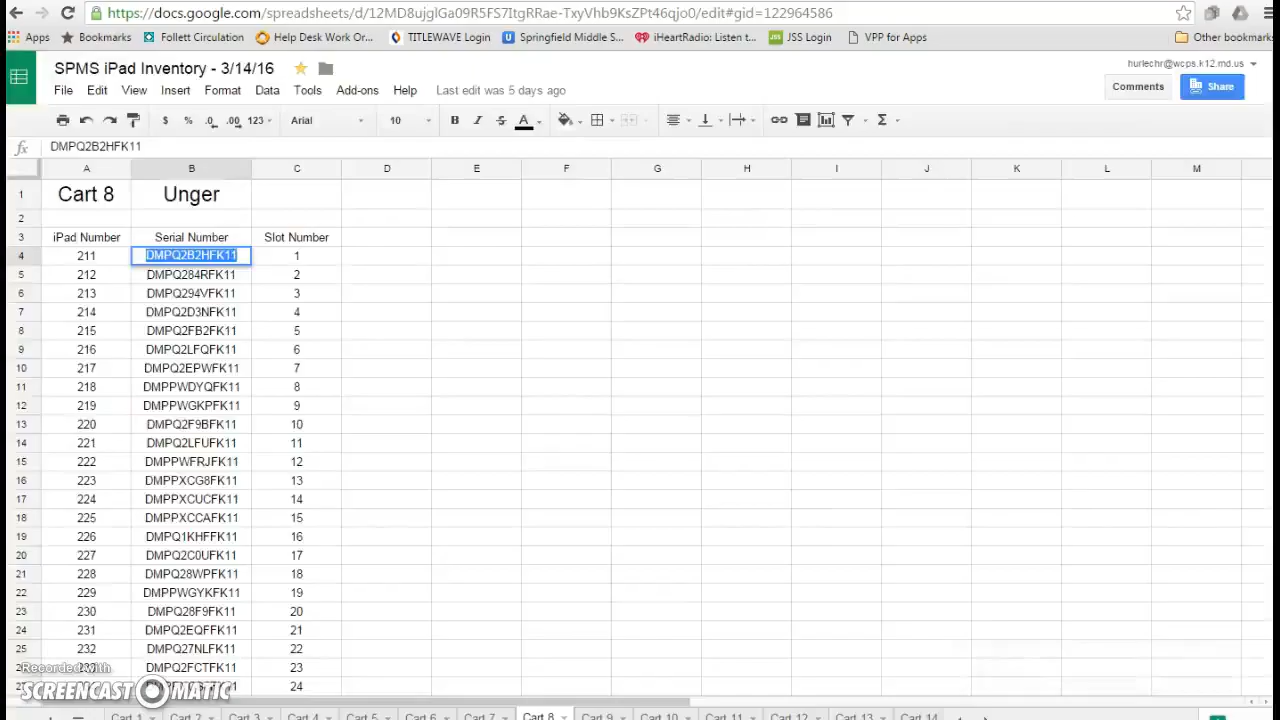 https://docs.google.com/spreadsheets/d/12MD8ujglGa09R5FS7ItgRRae-TxyVhb9KsZPt46qjo0/edit#gid=122964586
Apps Bookmarks Follett Circulation Help Desk Work Or... TITLEWAVE Login Springfield Middle S... iHeartRadio: Listen t... JSS Login VPP for Apps Other bookmarks
SPMS iPad Inventory - 3/14/16
hurlechr@wcps.k12.md.us
File Edit View Insert Format Data Tools Add-ons Help Last edit was 5 days ago
Comments Share
$ % .0 .00 123 Arial 10 B I S A Σ
fx DMPQ2B2HFK11
A B C D E F G H I J K L M
1 Cart 8 Unger
2
3 iPad Number Serial Number Slot Number
4 211 DMPQ2B2HFK11 1
5 212 DMPQ284RFK11 2
6 213 DMPQ294VFK11 3
7 214 DMPQ2D3NFK11 4
8 215 DMPQ2FB2FK11 5
9 216 DMPQ2LFQFK11 6
10 217 DMPQ2EPWFK11 7
11 218 DMPPWDYQFK11 8
12 219 DMPPWGKPFK11 9
13 220 DMPQ2F9BFK11 10
14 221 DMPQ2LFUFK11 11
15 222 DMPPWFRJFK11 12
16 223 DMPPXCG8FK11 13
17 224 DMPPXCUCFK11 14
18 225 DMPPXCCAFK11 15
19 226 DMPQ1KHFFK11 16
20 227 DMPQ2C0UFK11 17
21 228 DMPQ28WPFK11 18
22 229 DMPPWGYKFK11 19
23 230 DMPQ28F9FK11 20
24 231 DMPQ2EQFFK11 21
25 232 DMPQ27NLFK11 22
DMPQ2FCTFK11 23
24
Recorded with
SCREENCAST MATIC
Cart 1 Cart 2 Cart 3 Cart 4 Cart 5 Cart 6 Cart 7 Cart 8 Cart 9 Cart 10 Cart 11 Cart 12 Cart 13 Cart 14